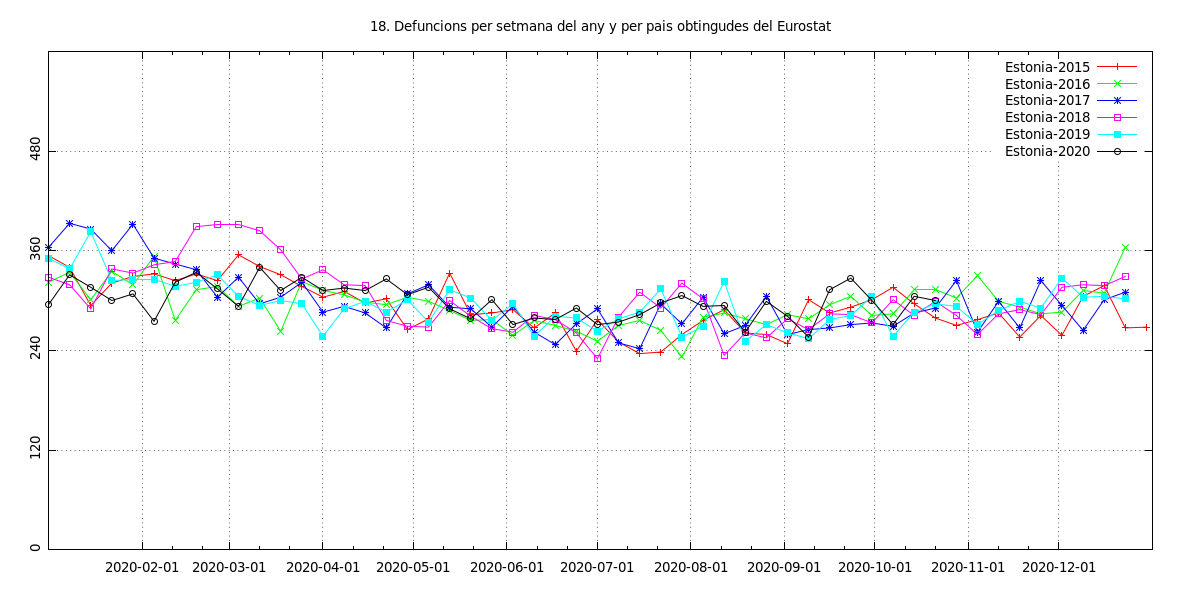 18. Defuncions per setmana del any y per pais obtingudes del Eurostat
Estonia-2015
Estonia-2016
Estonia-2017
Estonia-2018
Estonia-2019
Estonia-2020
480
360
240
120
0
2020-02-01 2020-03-01 2020-04-01 2020-05-01 2020-06-01 2020-07-01 2020-08-01 2020-09-01 2020-10-01 2020-11-01 2020-12-01